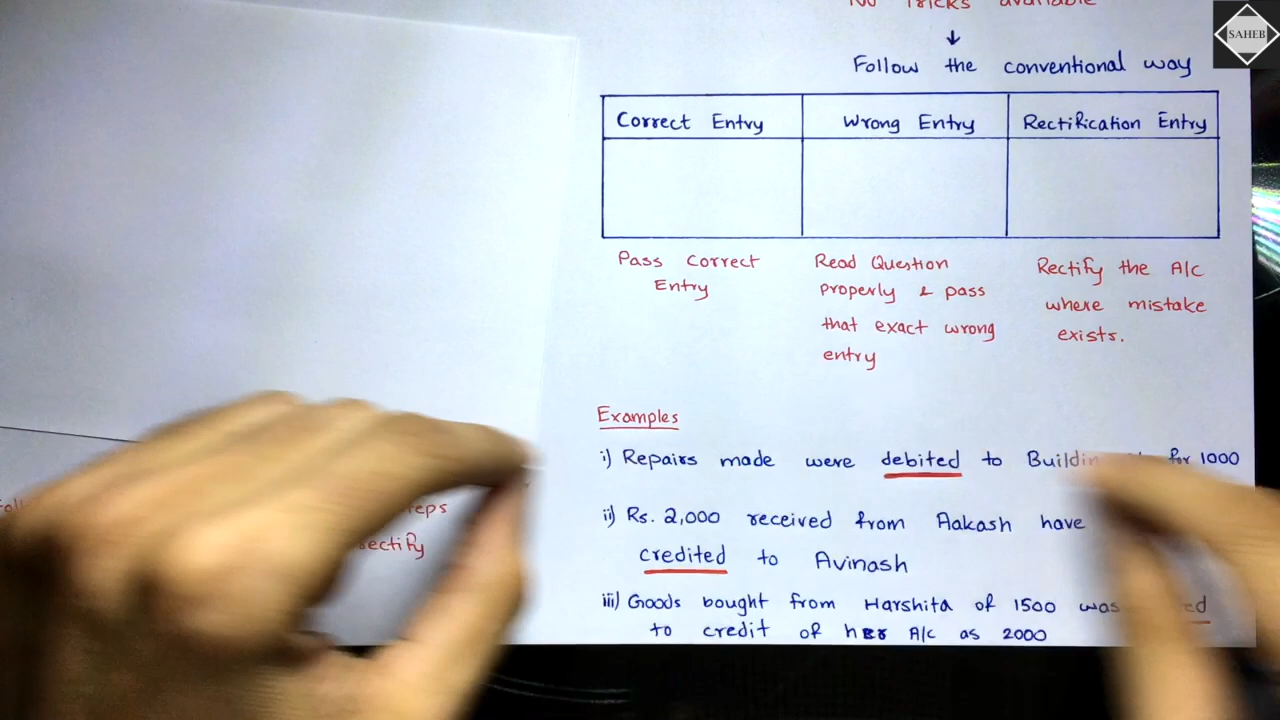 SAHEB
available
↓
Follow the conventional way
Correct Entry
Wrong Entry
Rectification Entry
Pass Correct
Entry
Read Question
properly & pass
that exact wrong
entry
Rectify the A/c
where mistake
exists.
Examples
i) Repairs made were debited to for 1000
ii) Rs. 2,000 received from Aakash have
credited to Avinash
iii) Goods bought from Harshita of 1500 was
to credit of her A/c as 2000